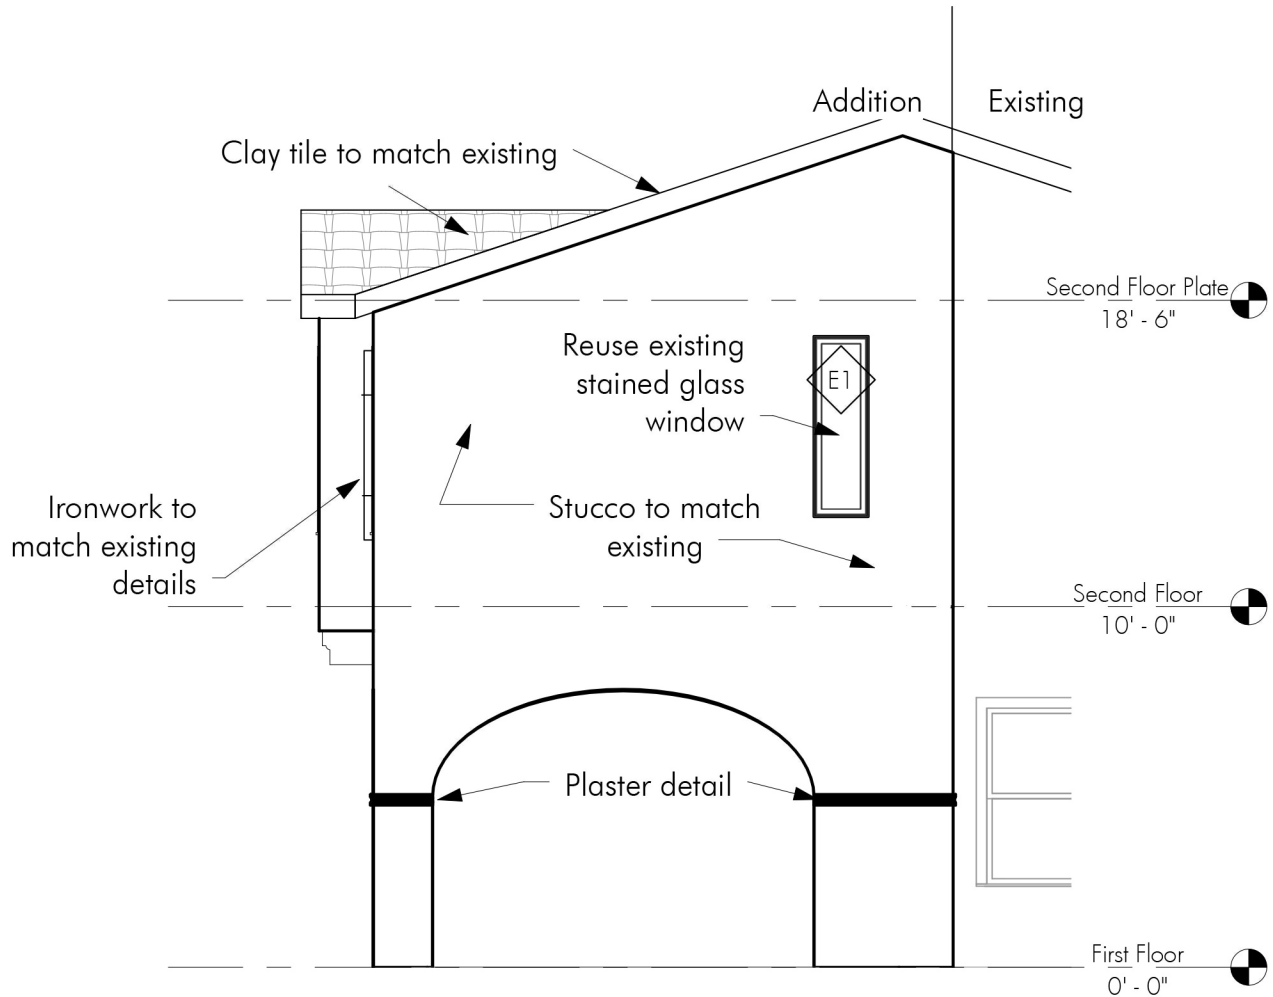 Addition
Existing
Clay tile to match existing
Second Floor Plate
18' - 6"
Reuse existing
stained glass
window
E1
Ironwork to
match existing
details
Stucco to match
existing
Second Floor
10' - 0"
Plaster detail
First Floor
0' - 0"